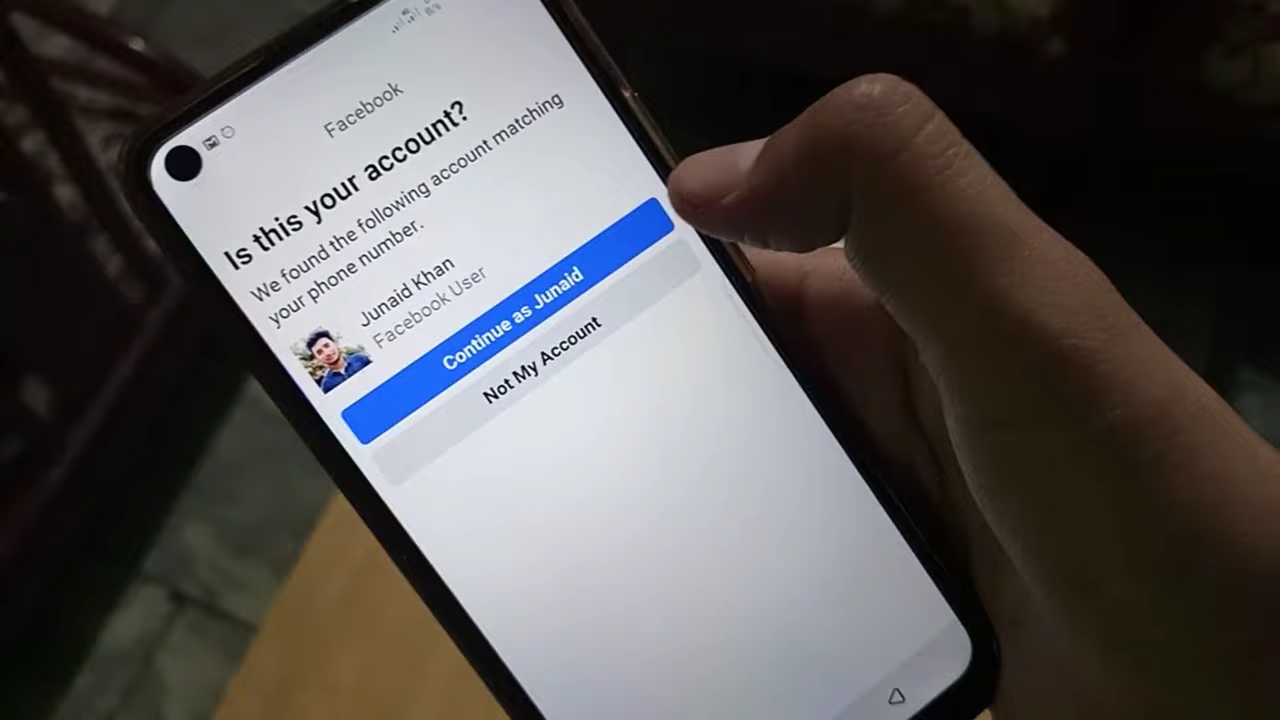 Facebook
Is this your account?
We found the following account matching
your phone number.
Junaid Khan
Facebook User
Continue as Junaid
Not My Account